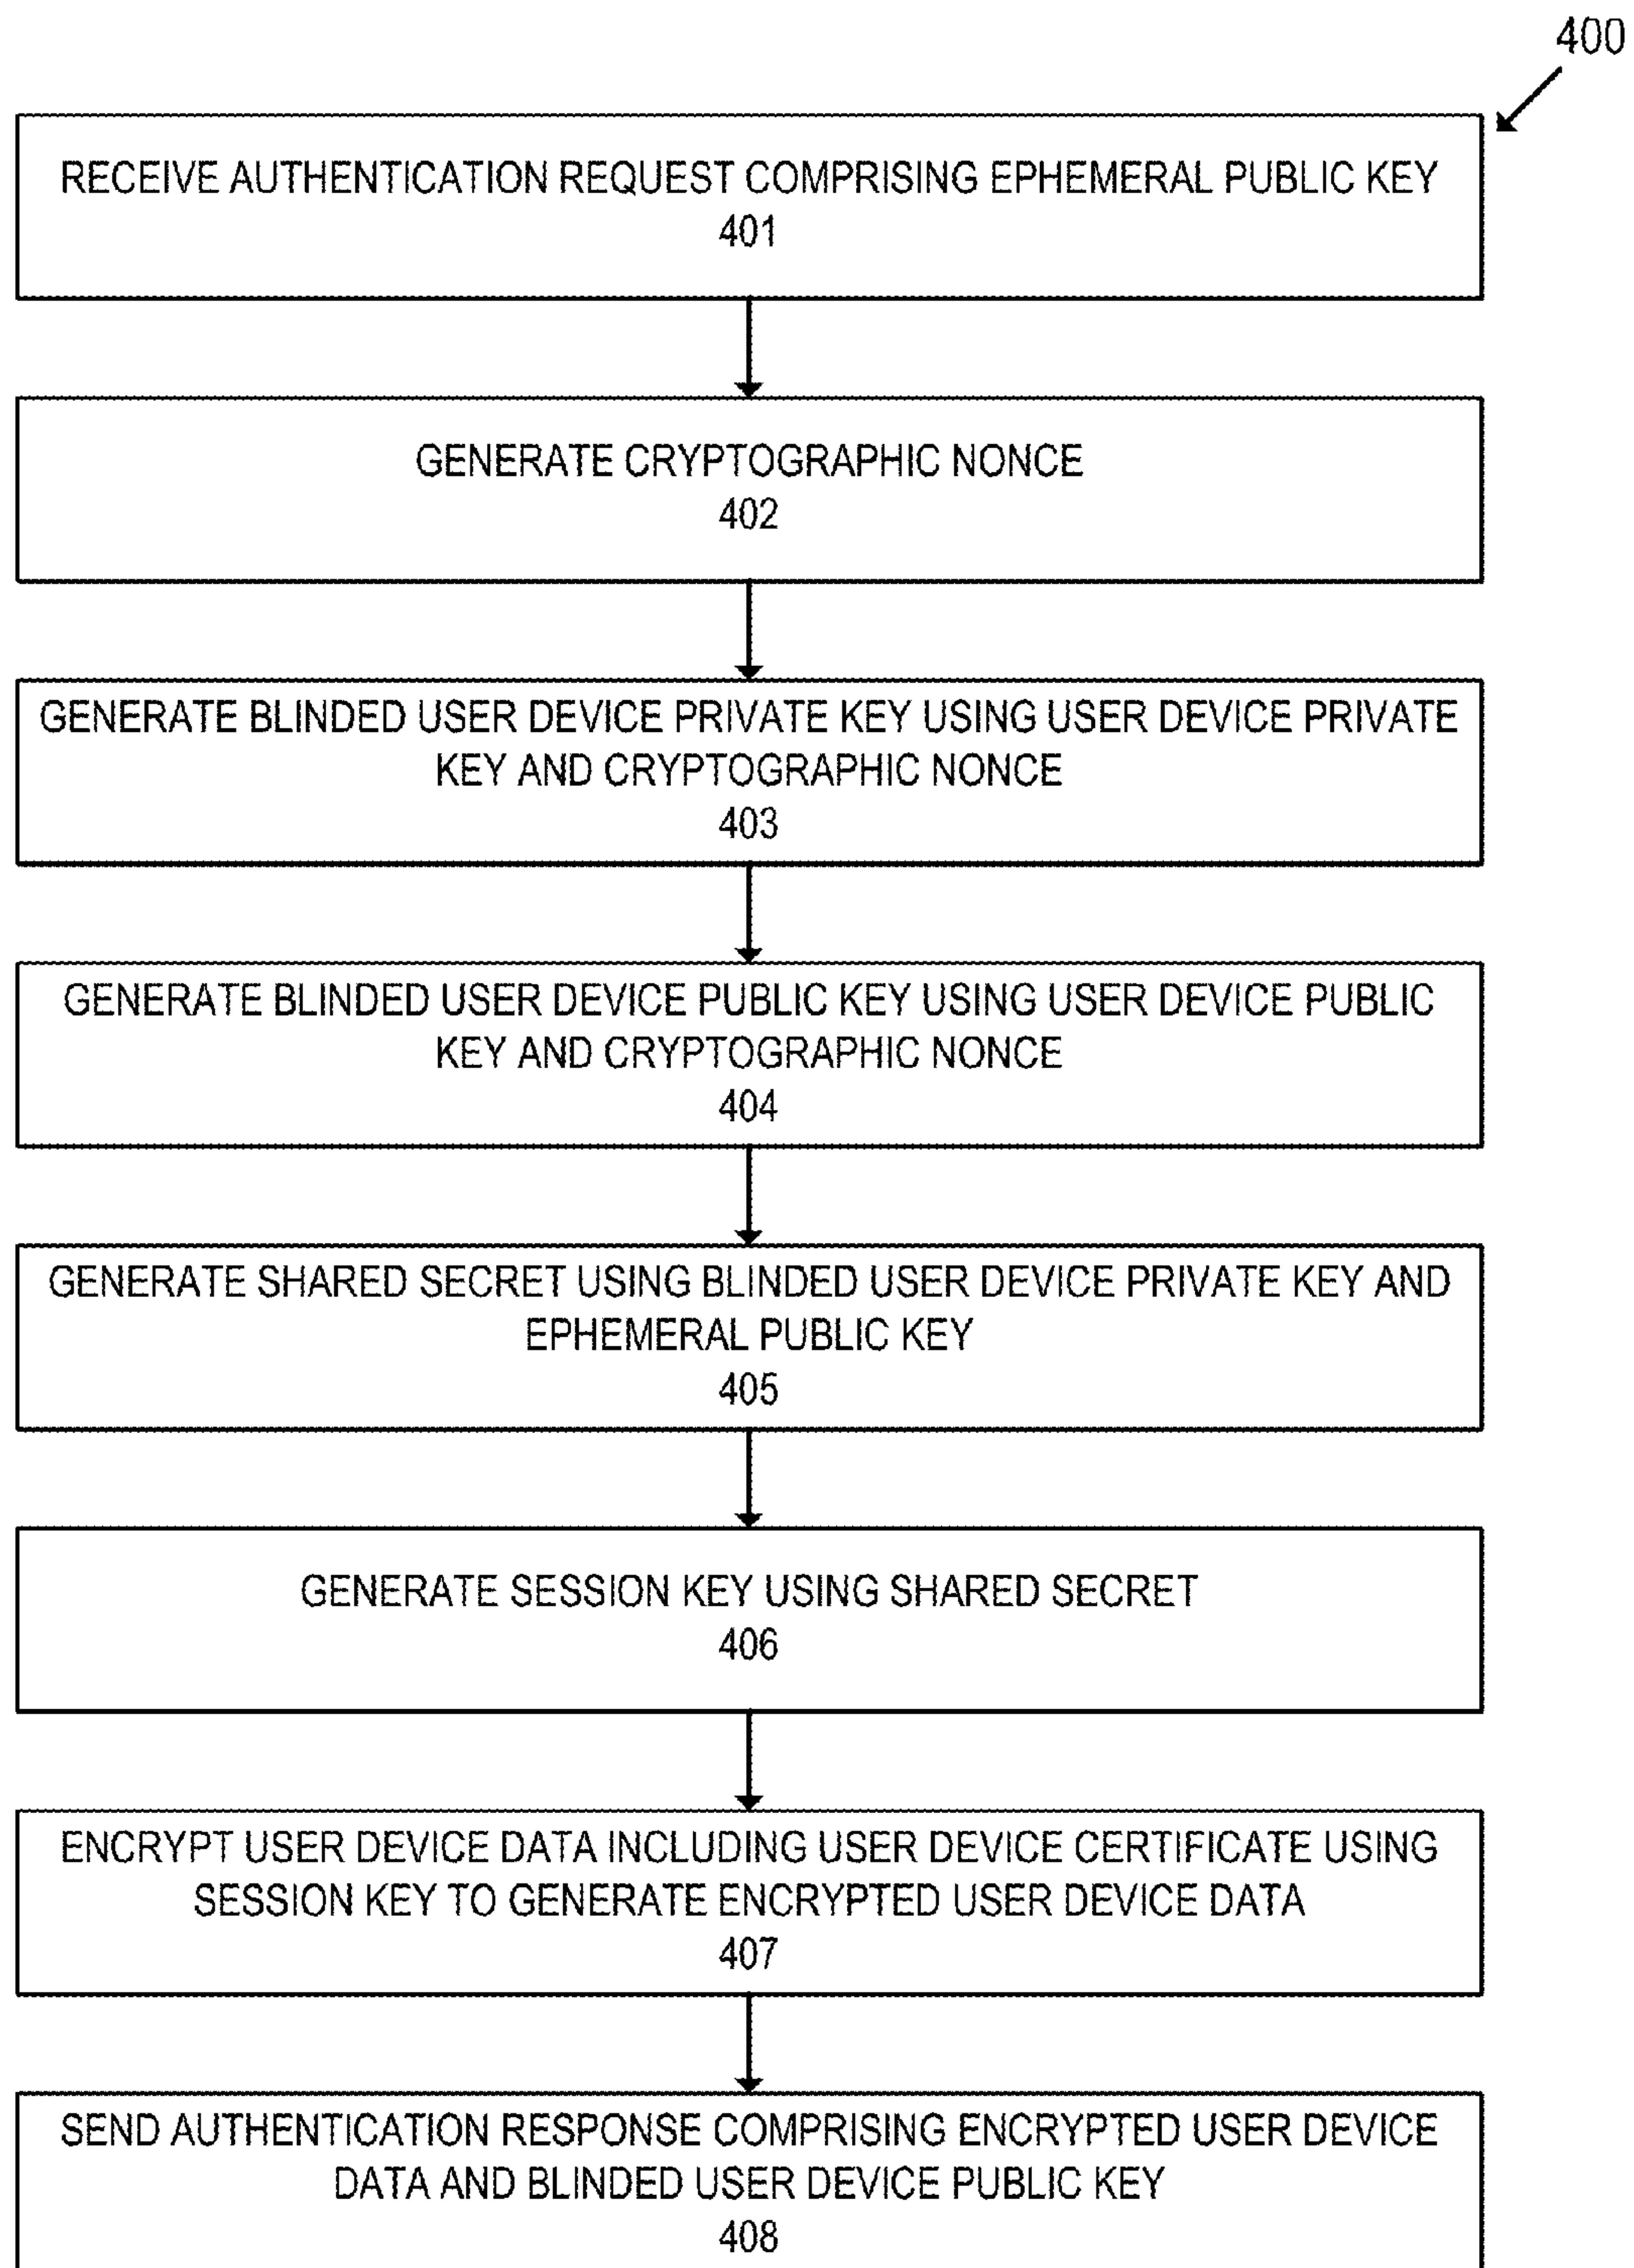 400
RECEIVE AUTHENTICATION REQUEST COMPRISING EPHEMERAL PUBLIC KEY
401
GENERATE CRYPTOGRAPHIC NONCE
402
GENERATE BLINDED USER DEVICE PRIVATE KEY USING USER DEVICE PRIVATE
KEY AND CRYPTOGRAPHIC NONCE
403
GENERATE BLINDED USER DEVICE PUBLIC KEY USING USER DEVICE PUBLIC
KEY AND CRYPTOGRAPHIC NONCE
404
GENERATE SHARED SECRET USING BLINDED USER DEVICE PRIVATE KEY AND
EPHEMERAL PUBLIC KEY
405
GENERATE SESSION KEY USING SHARED SECRET
406
ENCRYPT USER DEVICE DATA INCLUDING USER DEVICE CERTIFICATE USING
SESSION KEY TO GENERATE ENCRYPTED USER DEVICE DATA
407
SEND AUTHENTICATION RESPONSE COMPRISING ENCRYPTED USER DEVICE
DATA AND BLINDED USER DEVICE PUBLIC KEY
408